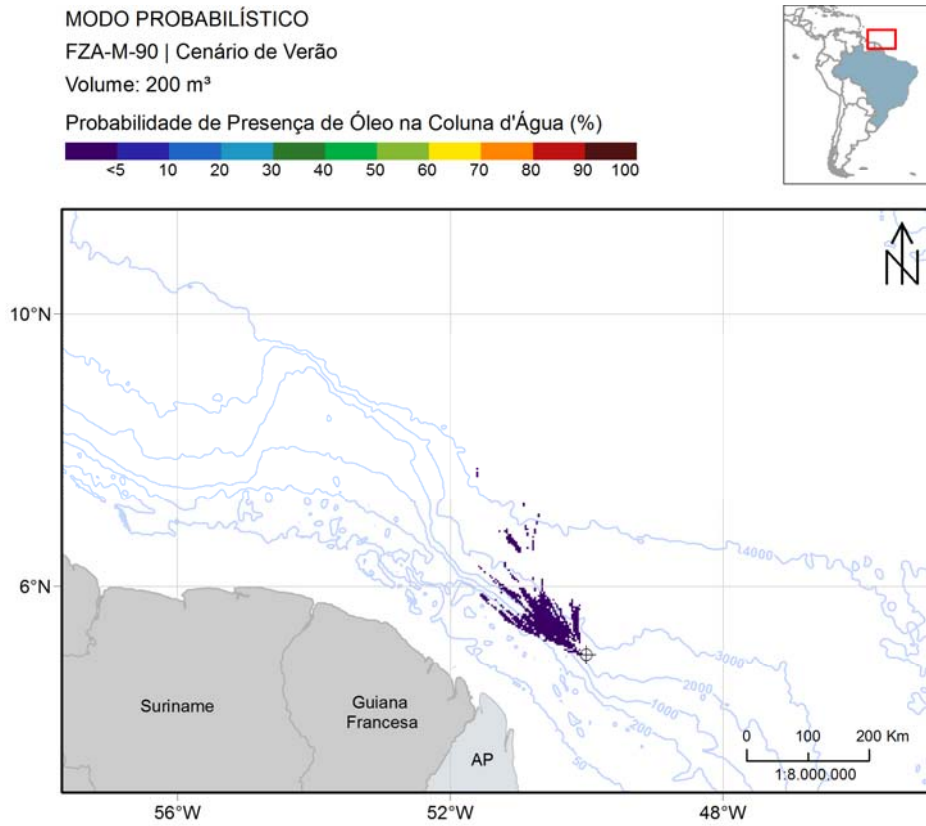 MODO PROBABILÍSTICO
FZA-M-90 | Cenário de Verão
Volume: 200 m³
Probabilidade de Presença de Óleo na Coluna d'Água (%)
<5 10 20 30 40 50 60 70 80 90 100
N
10°N
6°N
4000
3000
2000
1000
200
50
Suriname
Guiana
Francesa
AP
0 100 200 Km
1:8.000.000
56°W 52°W 48°W